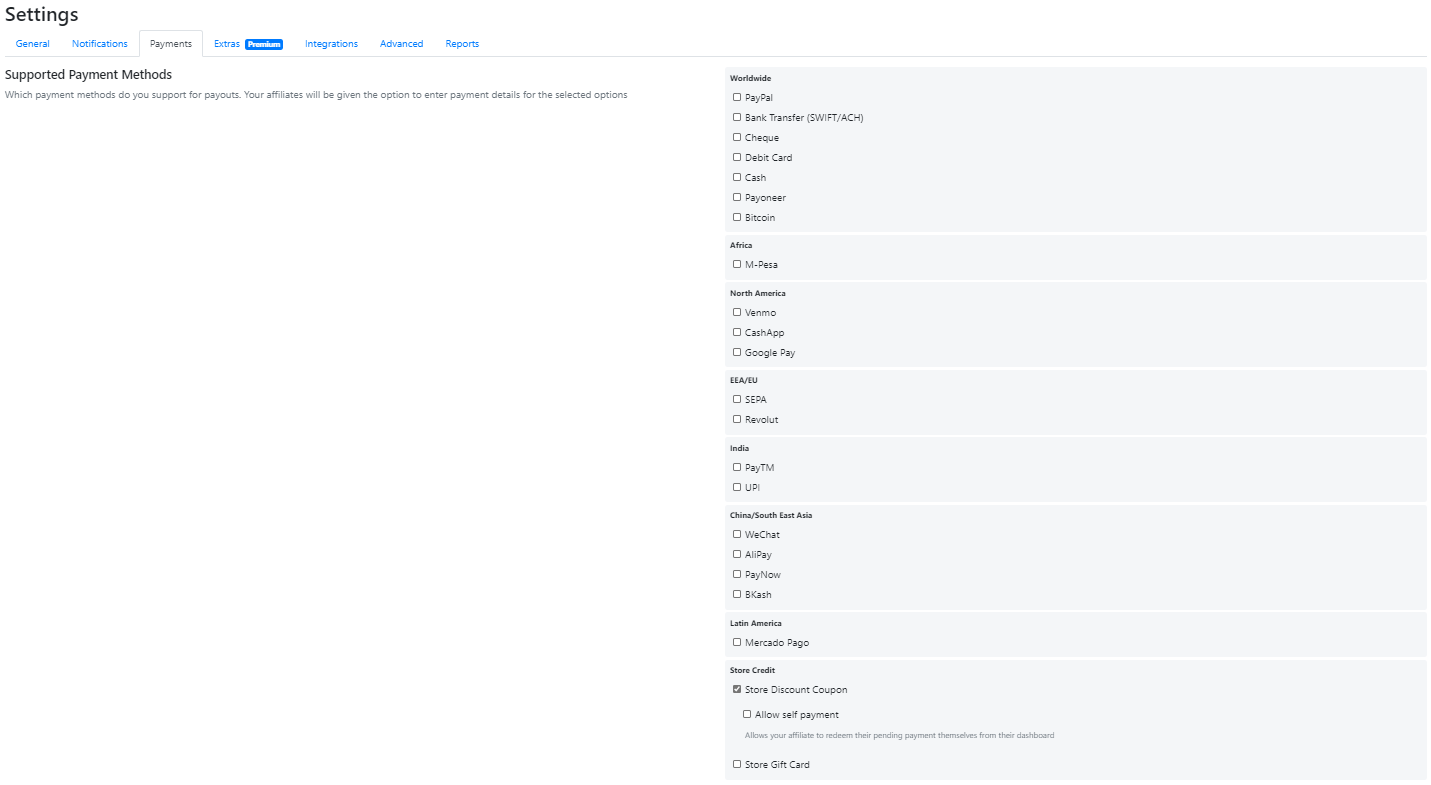 Settings
General Notifications Payments Extras Premium Integrations Advanced Reports
Supported Payment Methods
Which payment methods do you support for payouts. Your affiliates will be given the option to enter payment details for the selected options
Worldwide
PayPal
Bank Transfer (SWIFT/ACH)
Cheque
Debit Card
Cash
Payoneer
Bitcoin
Africa
M-Pesa
North America
Venmo
CashApp
Google Pay
EEA/EU
SEPA
Revolut
India
PayTM
UPI
China/South East Asia
WeChat
AliPay
PayNow
BKash
Latin America
Mercado Pago
Store Credit
Store Discount Coupon
Allow self payment
Allows your affiliate to redeem their pending payment themselves from their dashboard
Store Gift Card